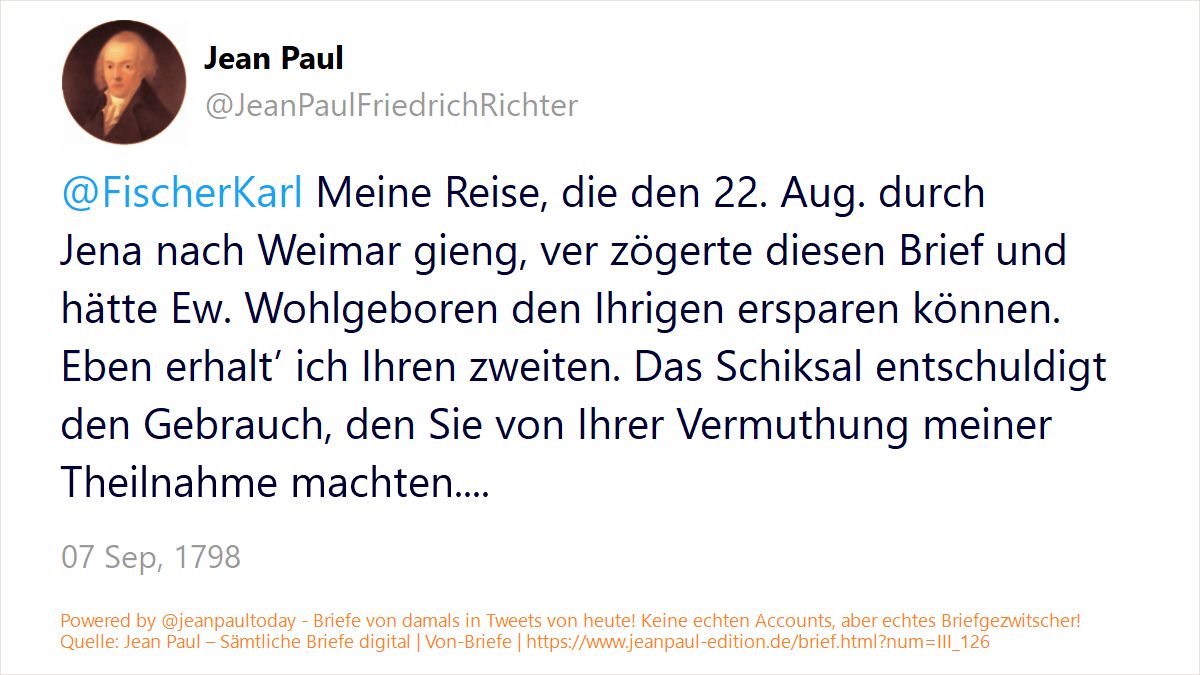 Jean Paul
@JeanPaulFriedrichRichter
@FischerKarl Meine Reise, die den 22. Aug. durch
Jena nach Weimar gieng, ver zögerte diesen Brief und
hätte Ew. Wohlgeboren den Ihrigen ersparen können.
Eben erhalt’ ich Ihren zweiten. Das Schiksal entschuldigt
den Gebrauch, den Sie von Ihrer Vermuthung meiner
Theilnahme machten....
07 Sep, 1798
Powered by @jeanpaultoday - Briefe von damals in Tweets von heute! Keine echten Accounts, aber echtes Briefgezwitscher!
Quelle: Jean Paul – Sämtliche Briefe digital | Von-Briefe | https://www.jeanpaul-edition.de/brief.html?num=III_126